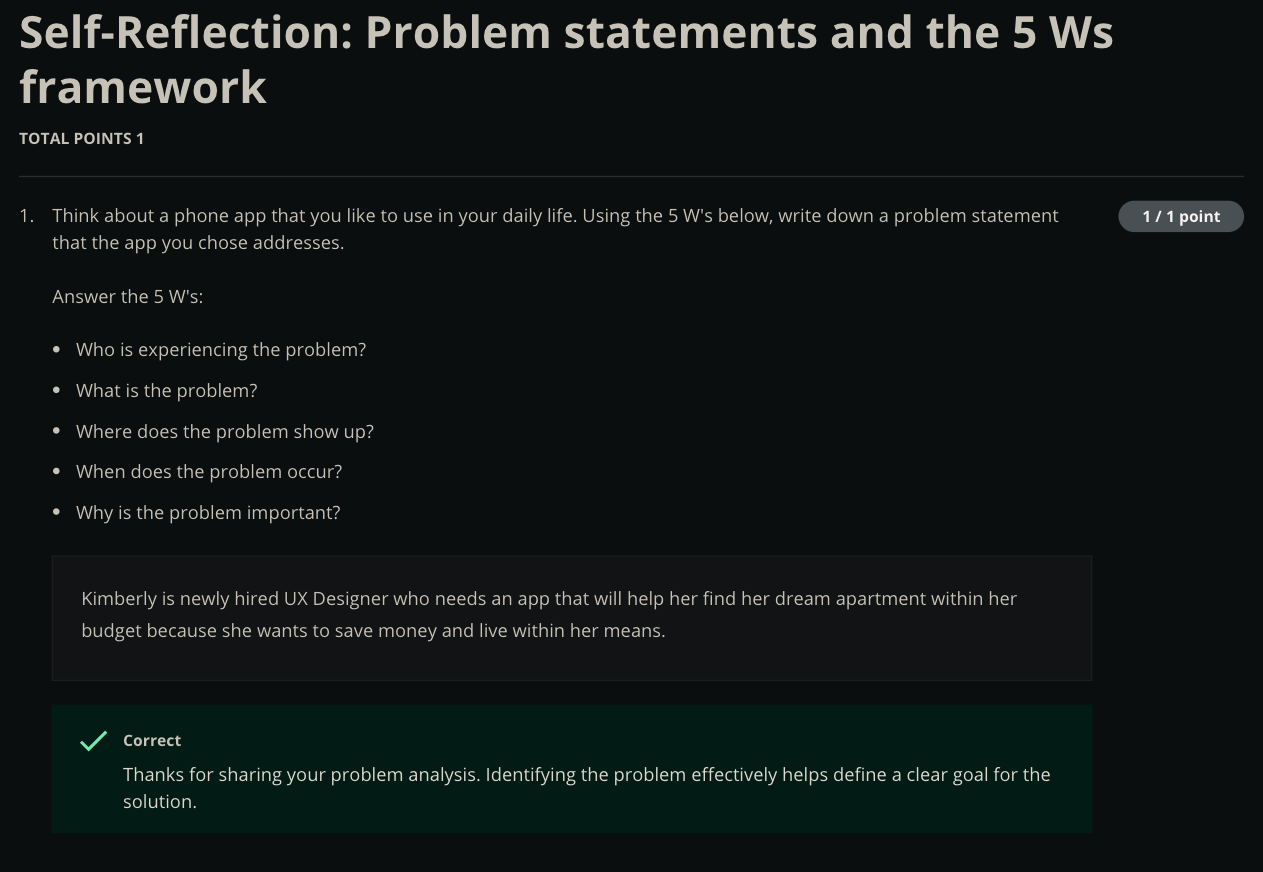 Self-Reflection: Problem statements and the 5 Ws
framework
TOTAL POINTS 1
1. Think about a phone app that you like to use in your daily life. Using the 5 W's below, write down a problem statement
1 / 1 point
that the app you chose addresses.
Answer the 5 W's:
• Who is experiencing the problem?
• What is the problem?
• Where does the problem show up?
• When does the problem occur?
• Why is the problem important?
Kimberly is newly hired UX Designer who needs an app that will help her find her dream apartment within her
budget because she wants to save money and live within her means.
Correct
Thanks for sharing your problem analysis. Identifying the problem effectively helps define a clear goal for the
solution.